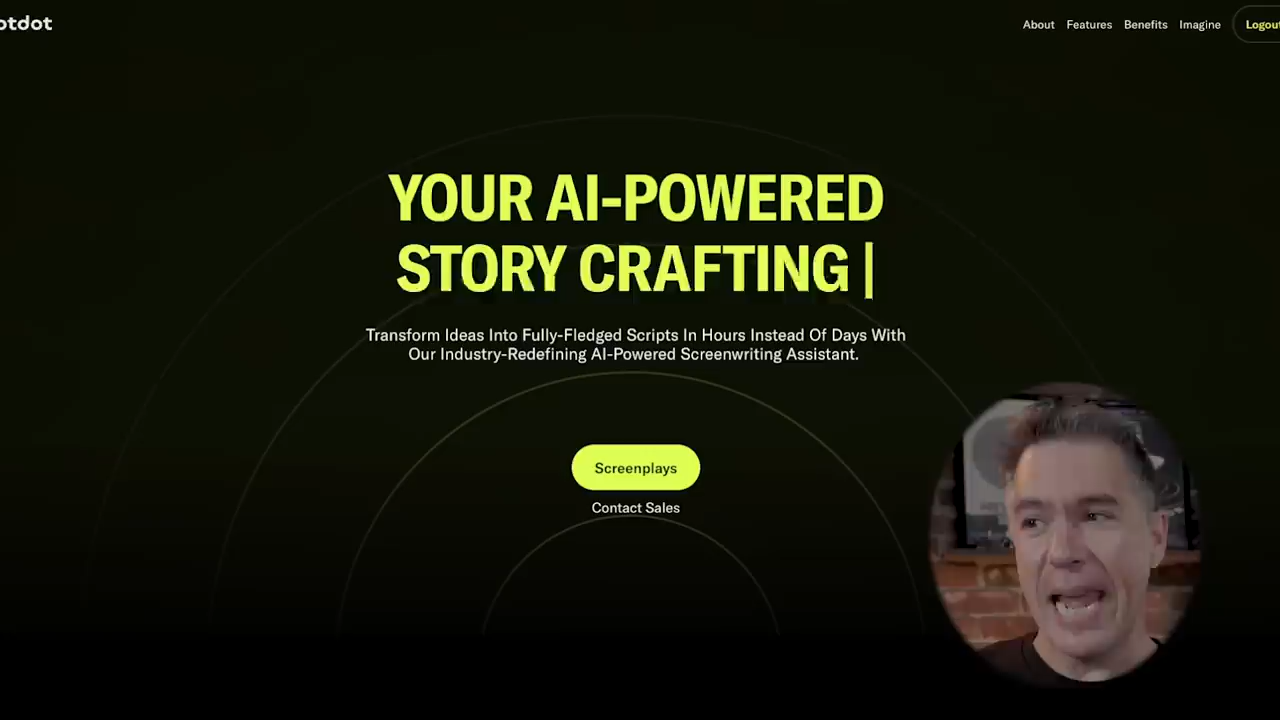 otdot
About Features Benefits Imagine Logout
YOUR AI-POWERED
STORY CRAFTING |
Transform Ideas Into Fully-Fledged Scripts In Hours Instead Of Days With
Our Industry-Redefining AI-Powered Screenwriting Assistant.
Screenplays
Contact Sales